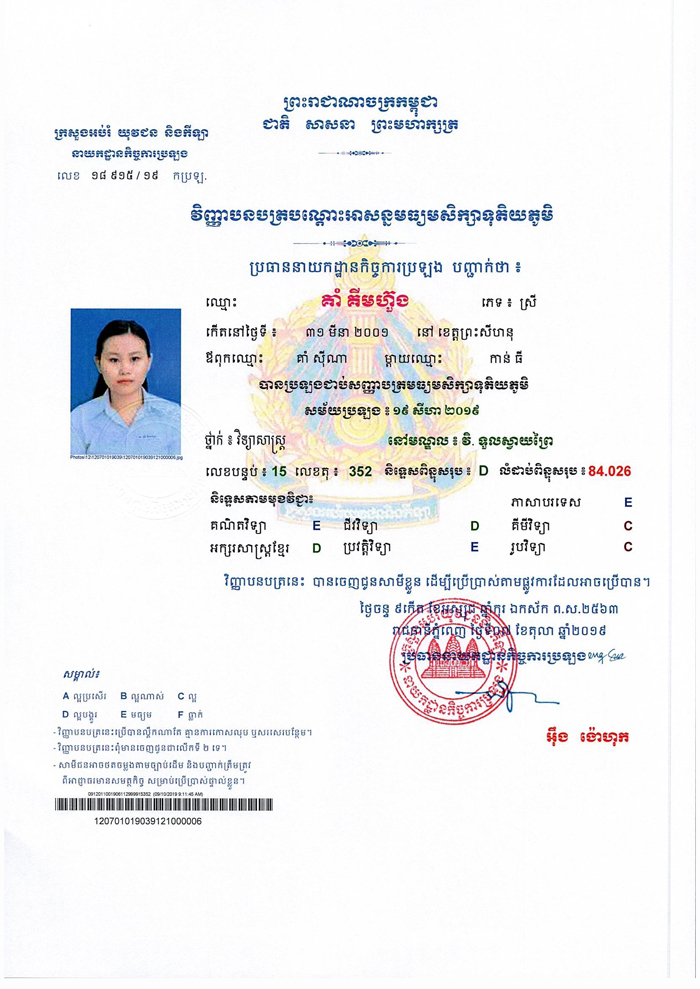 ព្រះរាជាណាចក្រកម្ពុជា
ជាតិ សាសនា ព្រះមហាក្សត្រ
ក្រសួងអប់រំ យុវជន និងកីឡា
នាយកដ្ឋានកិច្ចការប្រឡង
លេខ ១៨ ៩១៥ / ១៩ កប្រឡ.
វិញ្ញាបនបត្របណ្តោះអាសន្នមធ្យមសិក្សាទុតិយភូមិ
ប្រធាននាយកដ្ឋានកិច្ចការប្រឡង បញ្ជាក់ថា ៖
ឈ្មោះ គាំ គីមហ៊ួង ភេទ ៖ ស្រី
កើតនៅថ្ងៃទី ៖ ៣១ មីនា ២០០១ នៅ ខេត្តព្រះសីហនុ
ឪពុកឈ្មោះ គាំ ស៊ីណា ម្តាយឈ្មោះ កាន់ ធី
បានប្រឡងជាប់សញ្ញាបត្រមធ្យមសិក្សាទុតិយភូមិ
សម័យប្រឡង ៖ ១៩ សីហា ២០១៩
ថ្នាក់ ៖ វិទ្យាសាស្ត្រ នៅមណ្ឌល ៖ វិ. ទួលស្វាយព្រៃ
លេខបន្ទប់ ៖ 15 លេខតុ ៖ 352 និទ្ទេសពិន្ទុសរុប ៖ D លំដាប់ពិន្ទុសរុប ៖ 84.026
និទ្ទេសតាមមុខវិជ្ជា៖ ភាសាបរទេស E
គណិតវិទ្យា E ជីវវិទ្យា D គីមីវិទ្យា C
អក្សរសាស្ត្រខ្មែរ D ប្រវត្តិវិទ្យា E រូបវិទ្យា C
វិញ្ញាបនបត្រនេះ បានចេញជូនសាមីខ្លួន ដើម្បីប្រើប្រាស់តាមផ្លូវការដែលអាចប្រើបាន។
ថ្ងៃចន្ទ ៩កើត ខែអស្សុជ ឆ្នាំកុរ ឯកស័ក ព.ស.២៥៦៣
រាជធានីភ្នំពេញ ថ្ងៃទី០៧ ខែតុលា ឆ្នាំ២០១៩
ប្រធាននាយកដ្ឋានកិច្ចការប្រឡង
នាយកដ្ឋានកិច្ចការប្រឡង
អ៊ឹង ង៉ោហុក
សម្គាល់៖
A ល្អប្រសើរ B ល្អណាស់ C ល្អ
D ល្អបង្គួរ E មធ្យម F ធ្លាក់
- វិញ្ញាបនបត្រនេះប្រើបានល្គឹកណាតែ គ្មានការកោសលុប ឬសរសេរបន្ថែម។
- វិញ្ញាបនបត្រនេះពុំមានចេញជូនជាលើកទី ២ ទេ។
- សាមីជនអាចថតចម្លងតាមច្បាប់ដើម និងបញ្ជាក់ត្រឹមត្រូវ
ពីអាជ្ញាធរមានសមត្ថកិច្ច សម្រាប់ប្រើប្រាស់ផ្ទាល់ខ្លួន។
120701019039121000006